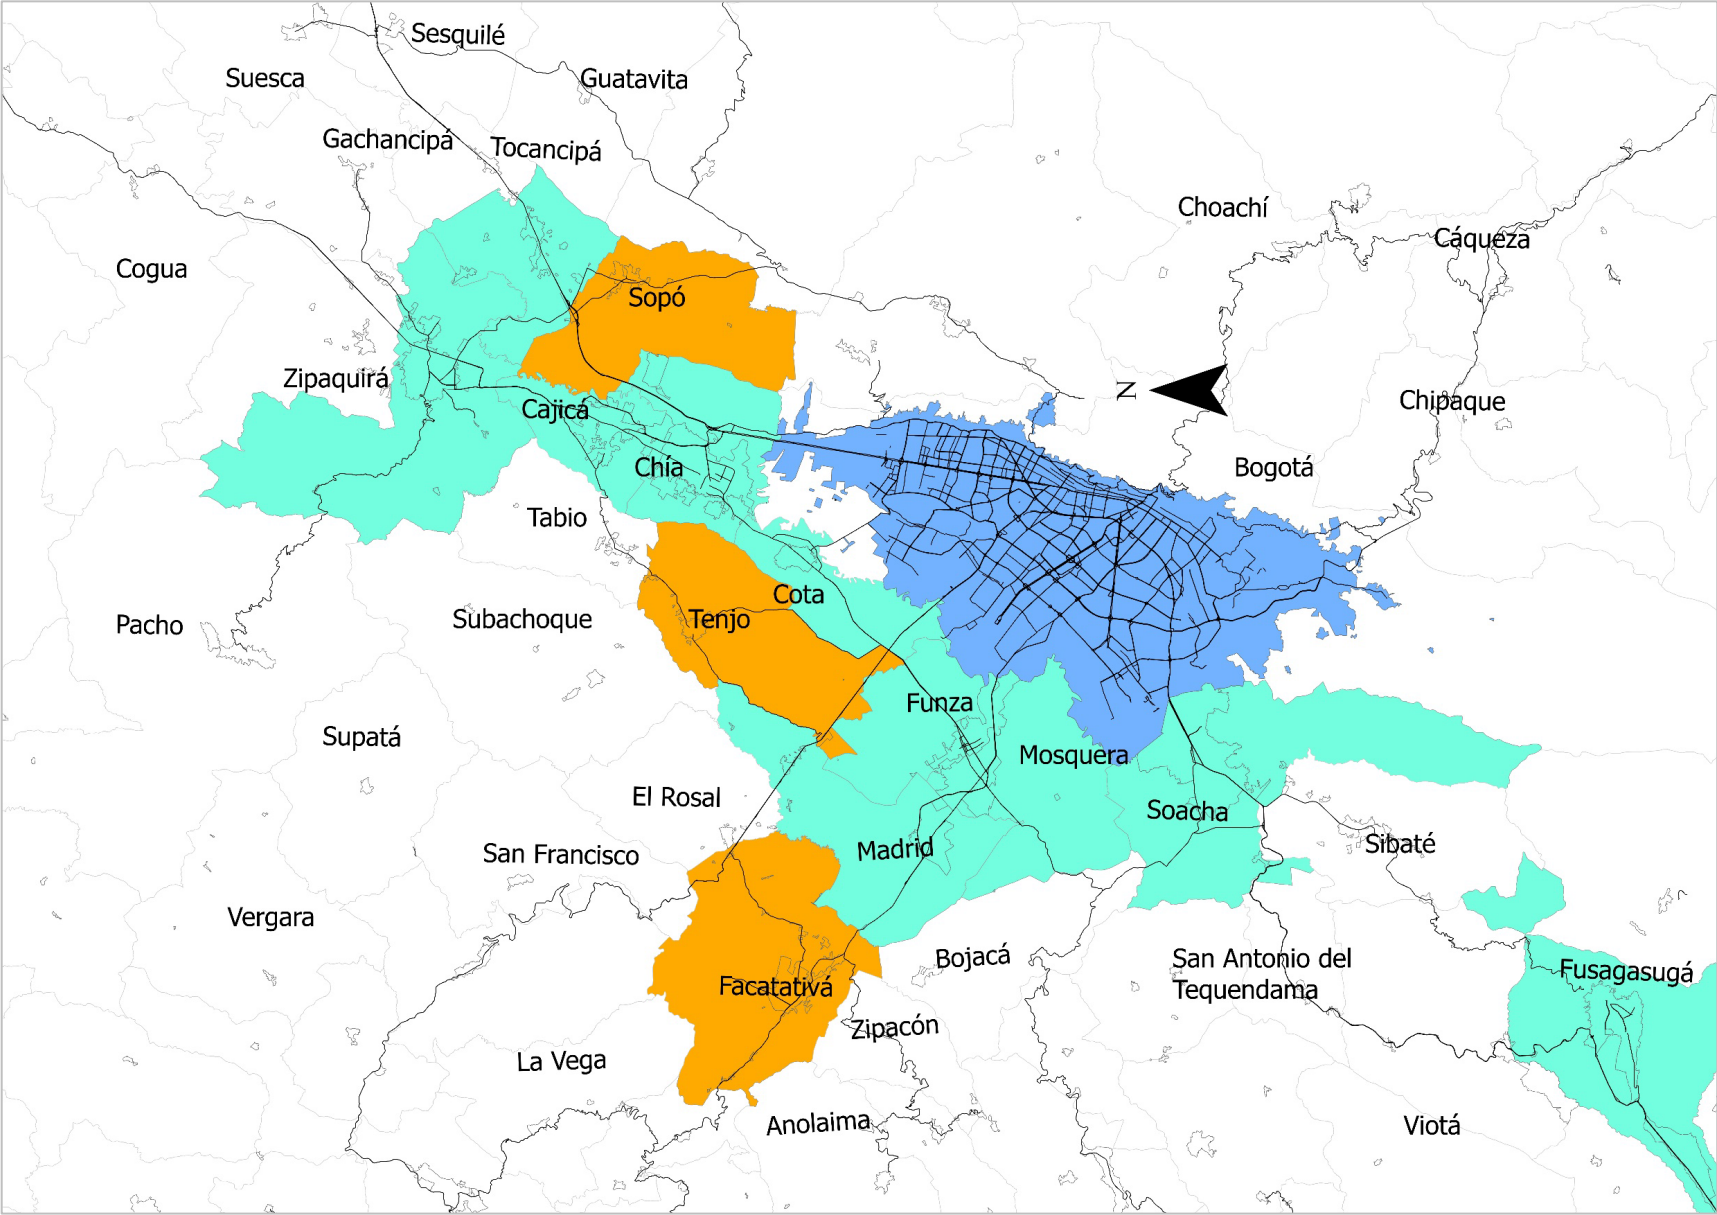 Sesquilé
Suesca
Guatavita
Gachancipá
Tocancipá
Choachí
Cáqueza
Cogua
Sopó
Zipaquirá
N
Cajicá
Chipaque
Chía
Bogotá
Tabio
Cota
Pacho
Subachoque
Tenjo
Funza
Supatá
Mosquera
El Rosal
Soacha
San Francisco
Madrid
Sibaté
Vergara
Bojacá
San Antonio del
Tequendama
Fusagasugá
Facatativá
Zipacón
La Vega
Anolaima
Viotá